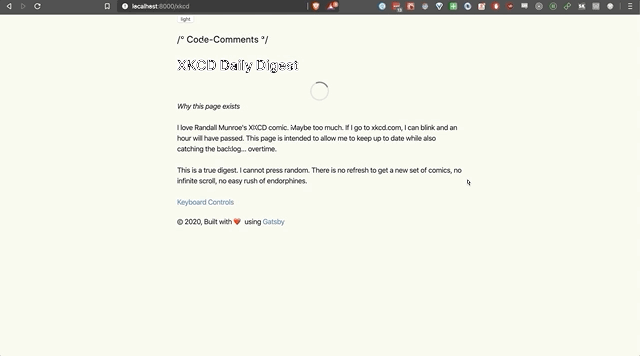 localhost:8000/xkcd
light
/* Code-Comments */
XKCD Daily Digest
Why this page exists
I love Randall Munroe's XKCD comic. Maybe too much. If I go to xkcd.com, I can blink and an
hour will have passed. This page is intended to allow me to keep up to date while also
catching the backlog... overtime.
This is a true digest. I cannot press random. There is no refresh to get a new set of comics, no
infinite scroll, no easy rush of endorphines.
Keyboard Controls
© 2020, Built with ❤️ using Gatsby